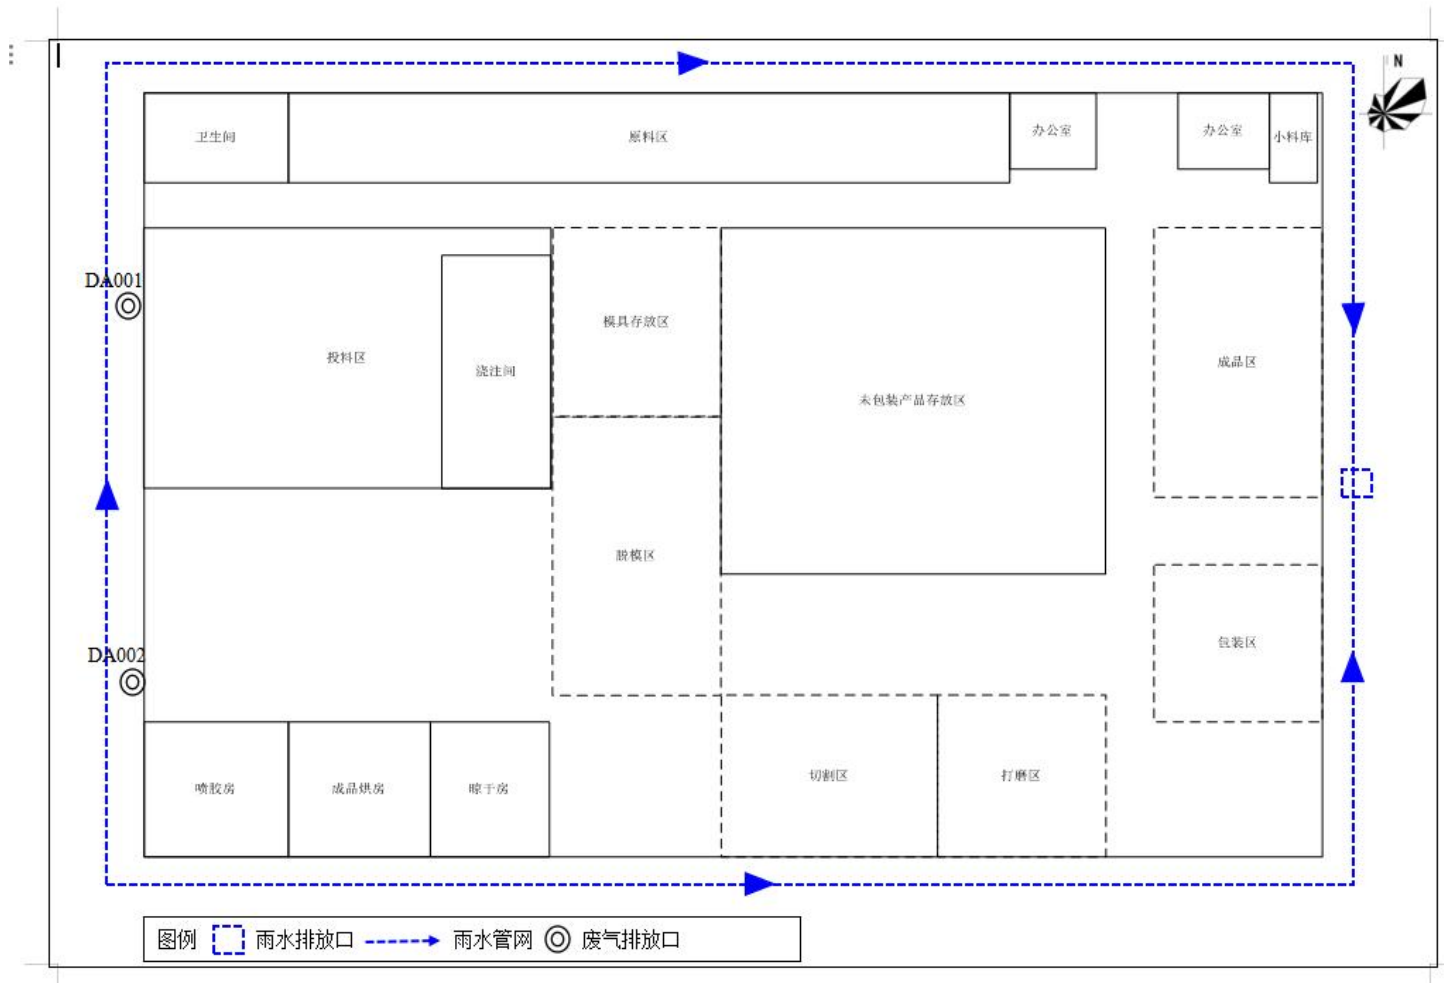 N
卫生间
原料区
办公室
办公室
小料库
DA001
投料区
浇注间
模具存放区
未包装产品存放区
成品区
脱模区
包装区
DA002
喷胶房
成品烘房
晾干房
切割区
打磨区
图例 雨水排放口 雨水管网 废气排放口